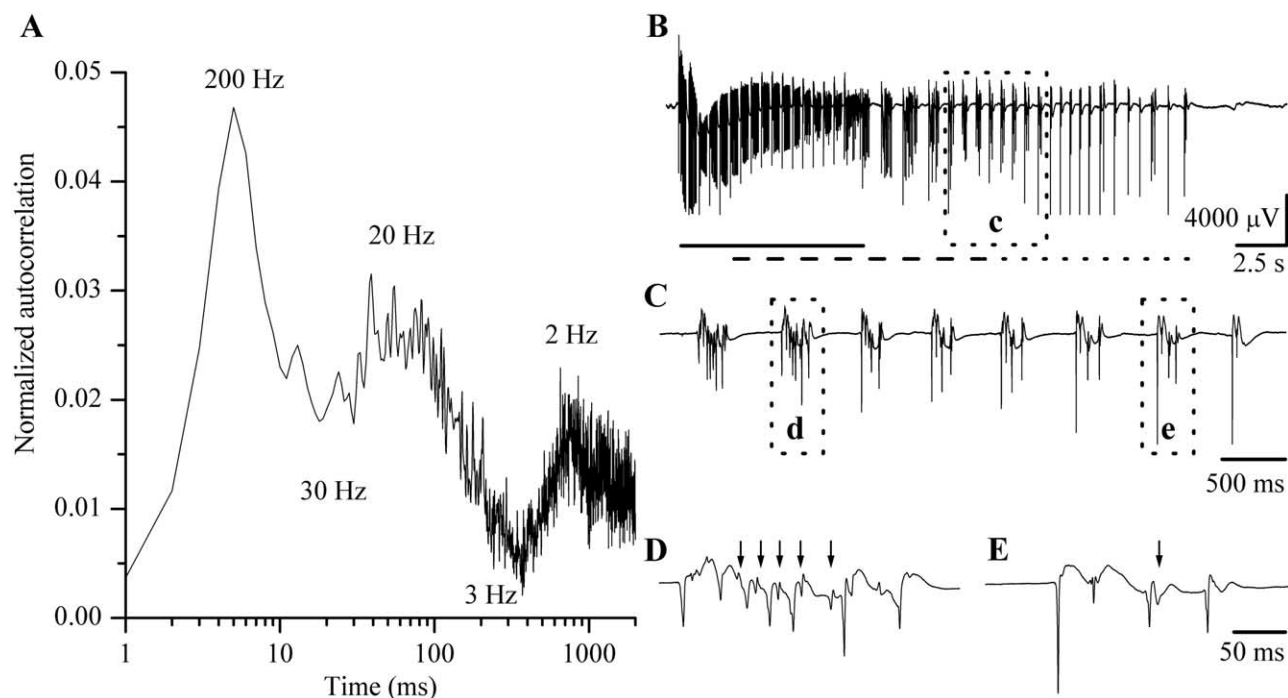 A
Normalized autocorrelation
0.05
0.04
0.03
0.02
0.01
0.00
200 Hz
20 Hz
2 Hz
30 Hz
3 Hz
1
10
100
1000
Time (ms)
B
c
4000 μV
2.5 s
C
d
e
500 ms
D
E
50 ms